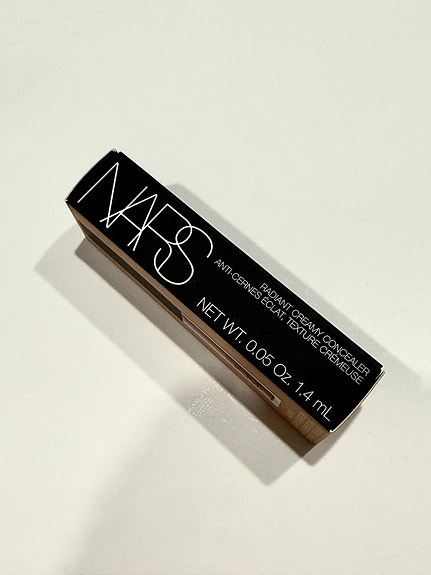 NARS
RADIANT CREAMY CONCEALER
ANTI-CERNES ÉCLAT, TEXTURE CRÉMEUSE
NET WT. 0.05 Oz. 1.4 mL